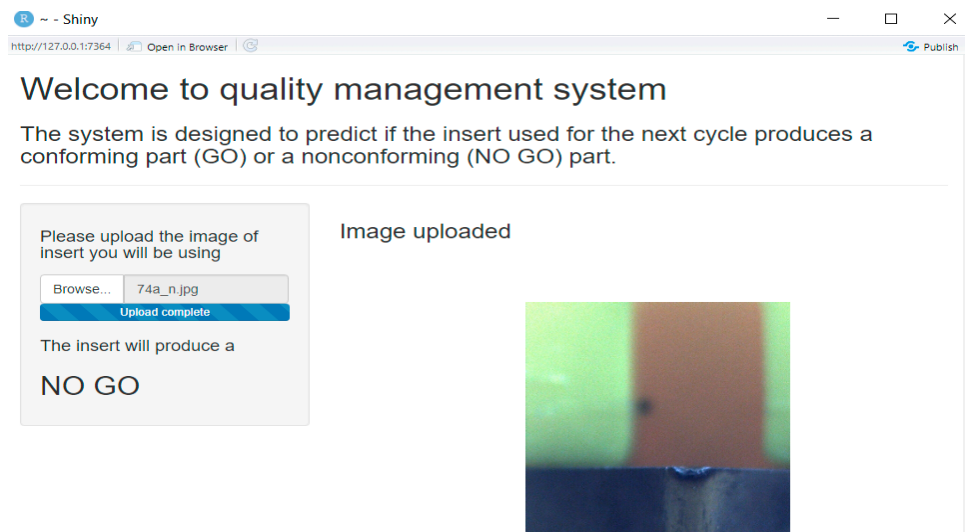 R ~ - Shiny
http://127.0.0.1:7364 Open in Browser Publish
Welcome to quality management system
The system is designed to predict if the insert used for the next cycle produces a
conforming part (GO) or a nonconforming (NO GO) part.
Please upload the image of
insert you will be using
Browse... 74a_n.jpg
Upload complete
The insert will produce a
NO GO
Image uploaded